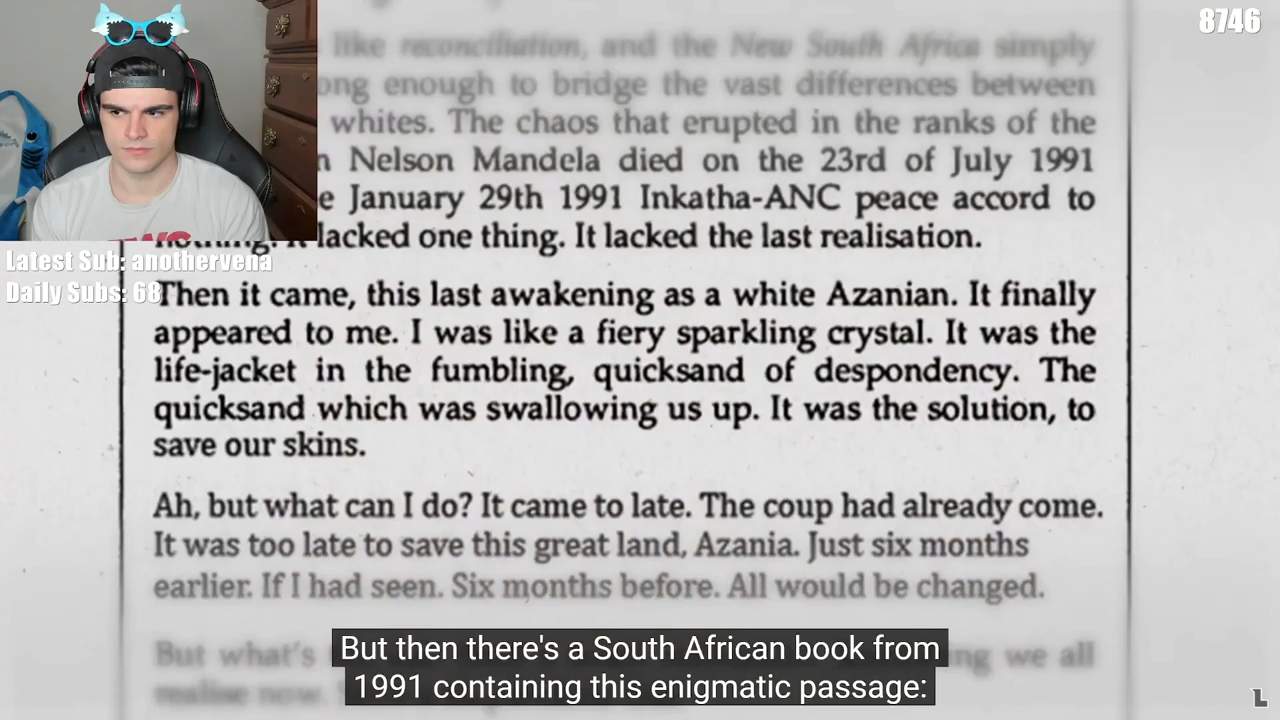 8746
like reconciliation, and the New South Africa simply
ong enough to bridge the vast differences between
whites. The chaos that erupted in the ranks of the
n Nelson Mandela died on the 23rd of July 1991
e January 29th 1991 Inkatha-ANC peace accord to
nothing. It lacked one thing. It lacked the last realisation.
Latest Sub: anothervena
Daily Subs: 68
Then it came, this last awakening as a white Azanian. It finally
appeared to me. I was like a fiery sparkling crystal. It was the
life-jacket in the fumbling, quicksand of despondency. The
quicksand which was swallowing us up. It was the solution, to
save our skins.
Ah, but what can I do? It came to late. The coup had already come.
It was too late to save this great land, Azania. Just six months
earlier. If I had seen. Six months before. All would be changed.
But what's
ing we all
realise now.
But then there's a South African book from
1991 containing this enigmatic passage:
L